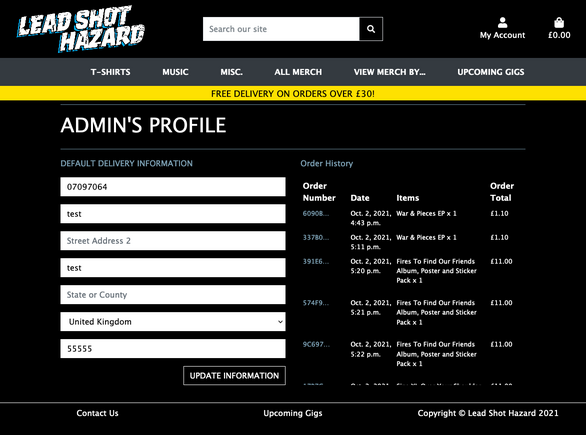 LEAD SHOT
HAZARD
Search our site
My Account
£0.00
T-SHIRTS MUSIC MISC. ALL MERCH VIEW MERCH BY... UPCOMING GIGS
FREE DELIVERY ON ORDERS OVER £30!
ADMIN'S PROFILE
DEFAULT DELIVERY INFORMATION
07097064
test
Street Address 2
test
State or County
United Kingdom
55555
UPDATE INFORMATION
Order History
Order Number Date Items Order Total
6090B... Oct. 2, 2021, 4:43 p.m. War & Pieces EP x 1 £1.10
33780... Oct. 2, 2021, 5:11 p.m. War & Pieces EP x 1 £1.10
391E6... Oct. 2, 2021, 5:20 p.m. Fires To Find Our Friends Album, Poster and Sticker Pack x 1 £11.00
574F9... Oct. 2, 2021, 5:21 p.m. Fires To Find Our Friends Album, Poster and Sticker Pack x 1 £11.00
9C697... Oct. 2, 2021, 5:22 p.m. Fires To Find Our Friends Album, Poster and Sticker Pack x 1 £11.00
Contact Us Upcoming Gigs Copyright © Lead Shot Hazard 2021